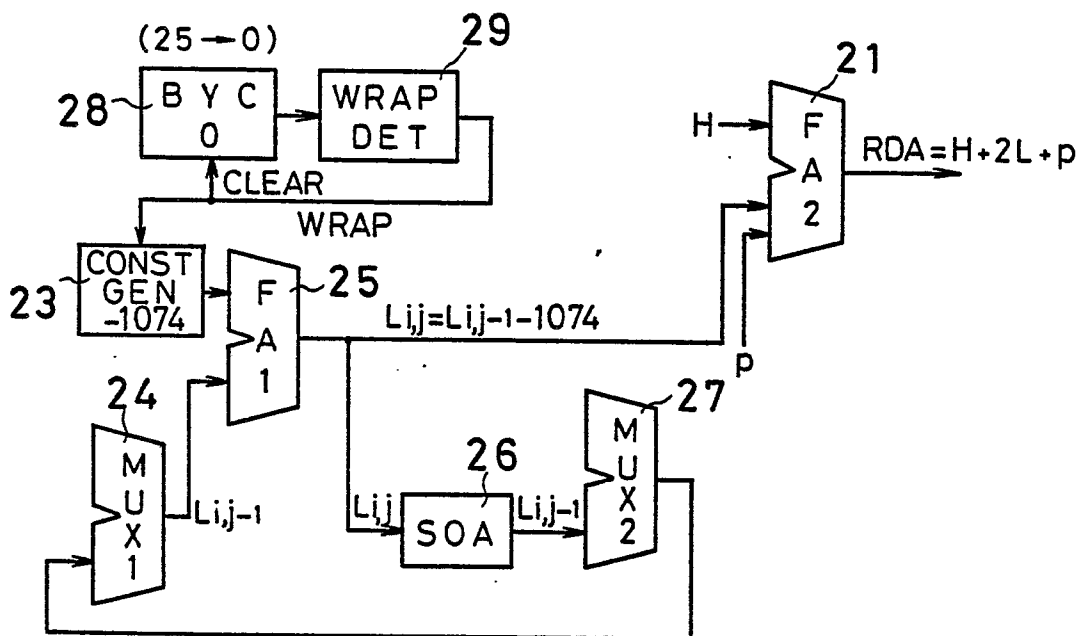 (25→0)
29
21
28
B Y C
0
WRAP
DET
H
F
A
2
RDA=H+2L+p
CLEAR
WRAP
23
CONST
GEN
-1074
F
A
1
25
Li,j=Li,j-1-1074
p
24
M
U
X
1
Li,j-1
Li,j
26
SOA
Li,j-1
27
M
U
X
2